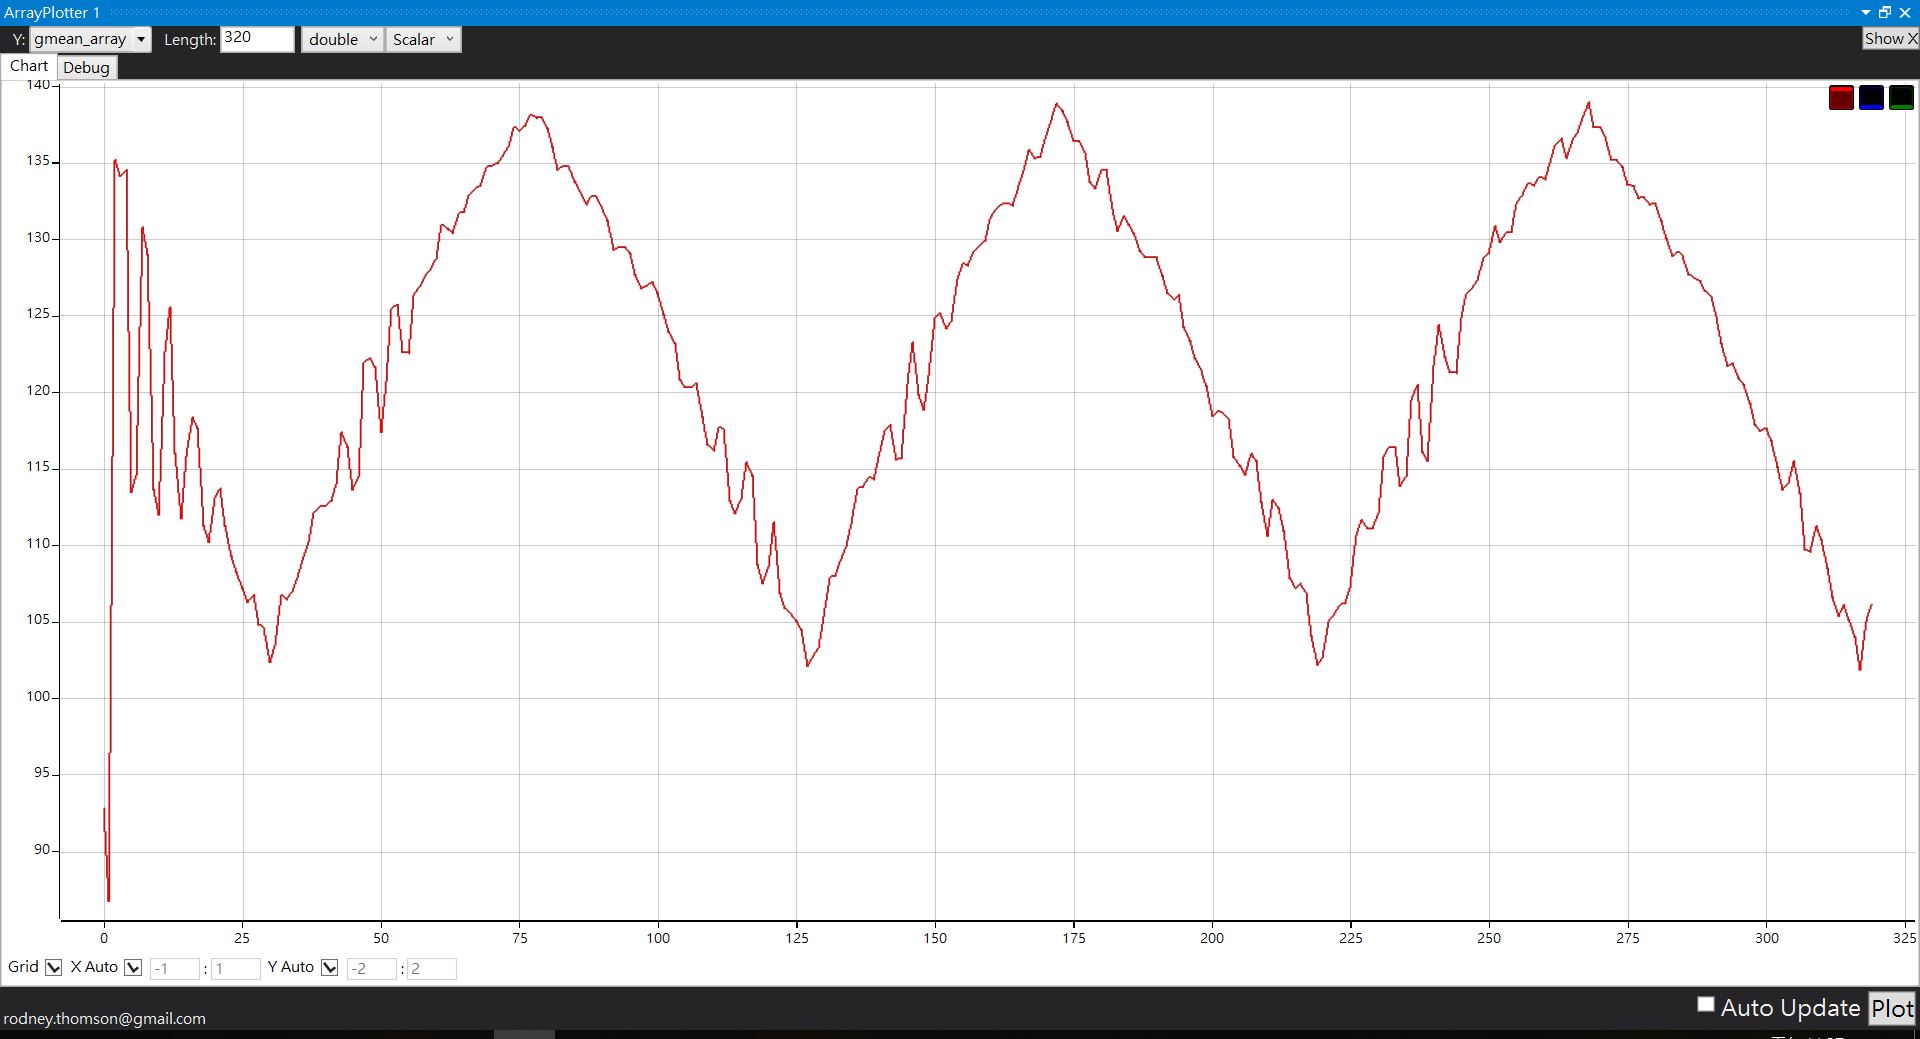 ArrayPlotter 1
Y: gmean_array Length: 320 double Scalar Show X
Chart Debug
140
135
130
125
120
115
110
105
100
95
90
0 25 50 75 100 125 150 175 200 225 250 275 300 325
Grid X Auto -1 : 1 Y Auto -2 : 2
Auto Update Plot
rodney.thomson@gmail.com